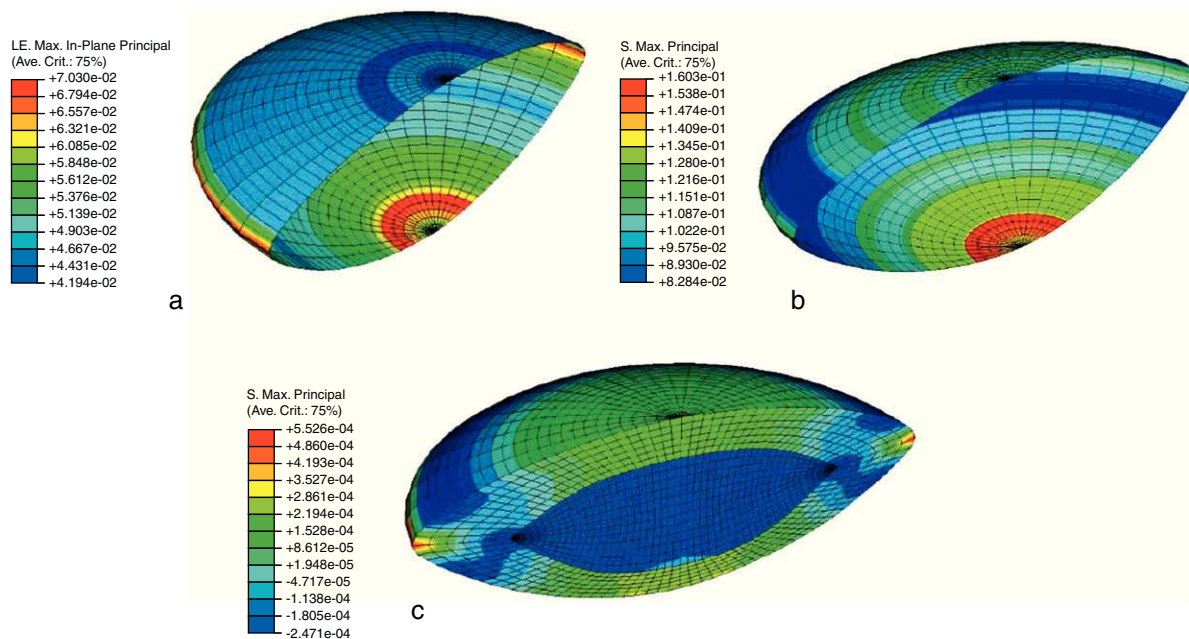 LE. Max. In-Plane Principal
(Ave. Crit.: 75%)
+7.030e-02
+6.794e-02
+6.557e-02
+6.321e-02
+6.085e-02
+5.848e-02
+5.612e-02
+5.376e-02
+5.139e-02
+4.903e-02
+4.667e-02
+4.431e-02
+4.194e-02
a
S. Max. Principal
(Ave. Crit.: 75%)
+1.603e-01
+1.538e-01
+1.474e-01
+1.409e-01
+1.345e-01
+1.280e-01
+1.216e-01
+1.151e-01
+1.087e-01
+1.022e-01
+9.575e-02
+8.930e-02
+8.284e-02
b
S. Max. Principal
(Ave. Crit.: 75%)
+5.526e-04
+4.860e-04
+4.193e-04
+3.527e-04
+2.861e-04
+2.194e-04
+1.528e-04
+8.612e-05
+1.948e-05
-4.717e-05
-1.138e-04
-1.805e-04
-2.471e-04
c